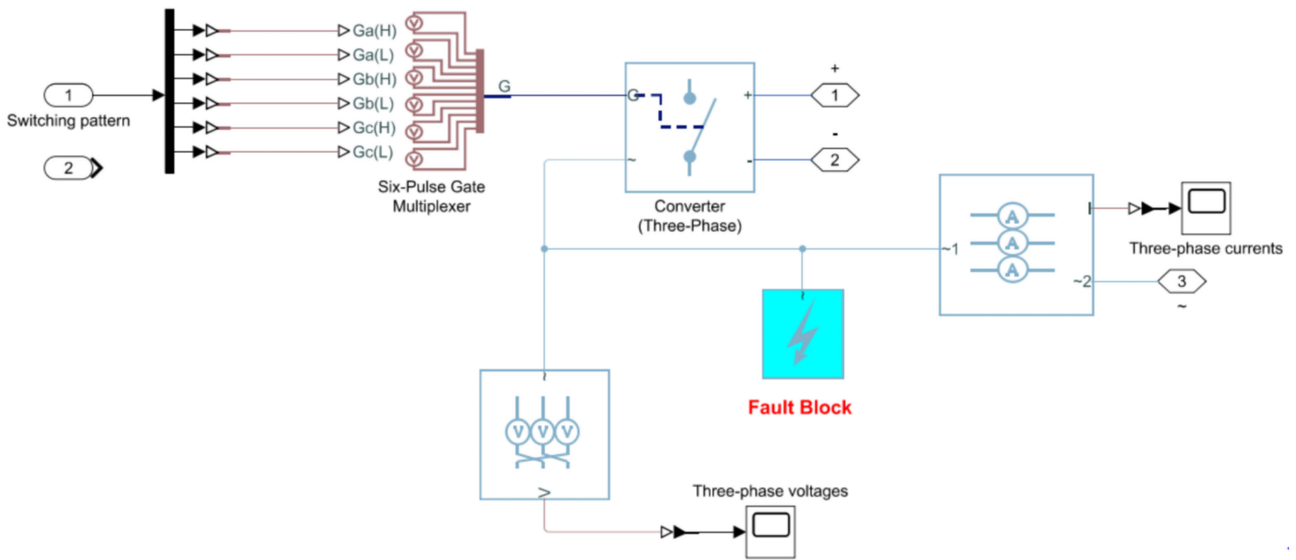 1
Switching pattern
2
Ga(H)
Ga(L)
Gb(H)
Gb(L)
Gc(H)
Gc(L)
Six-Pulse Gate
Multiplexer
G
G
~
+
-
Converter
(Three-Phase)
+
1
-
2
~1
A
A
A
I
~2
Three-phase currents
3
~
~
Fault Block
~
V V V
V
Three-phase voltages